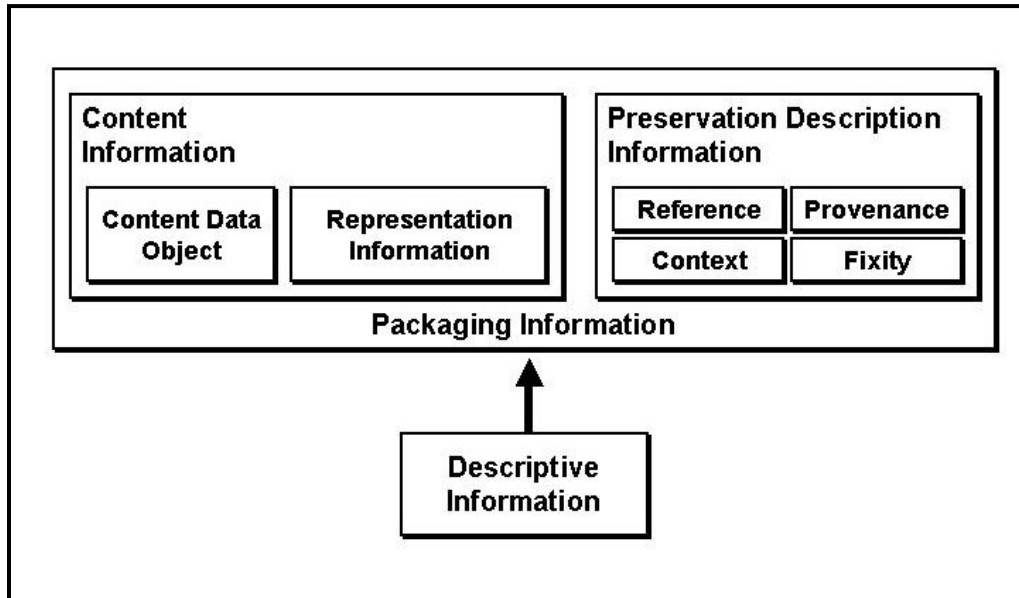 Content
Information
Content Data
Object
Representation
Information
Preservation Description
Information
Reference
Provenance
Context
Fixity
Packaging Information
Descriptive
Information